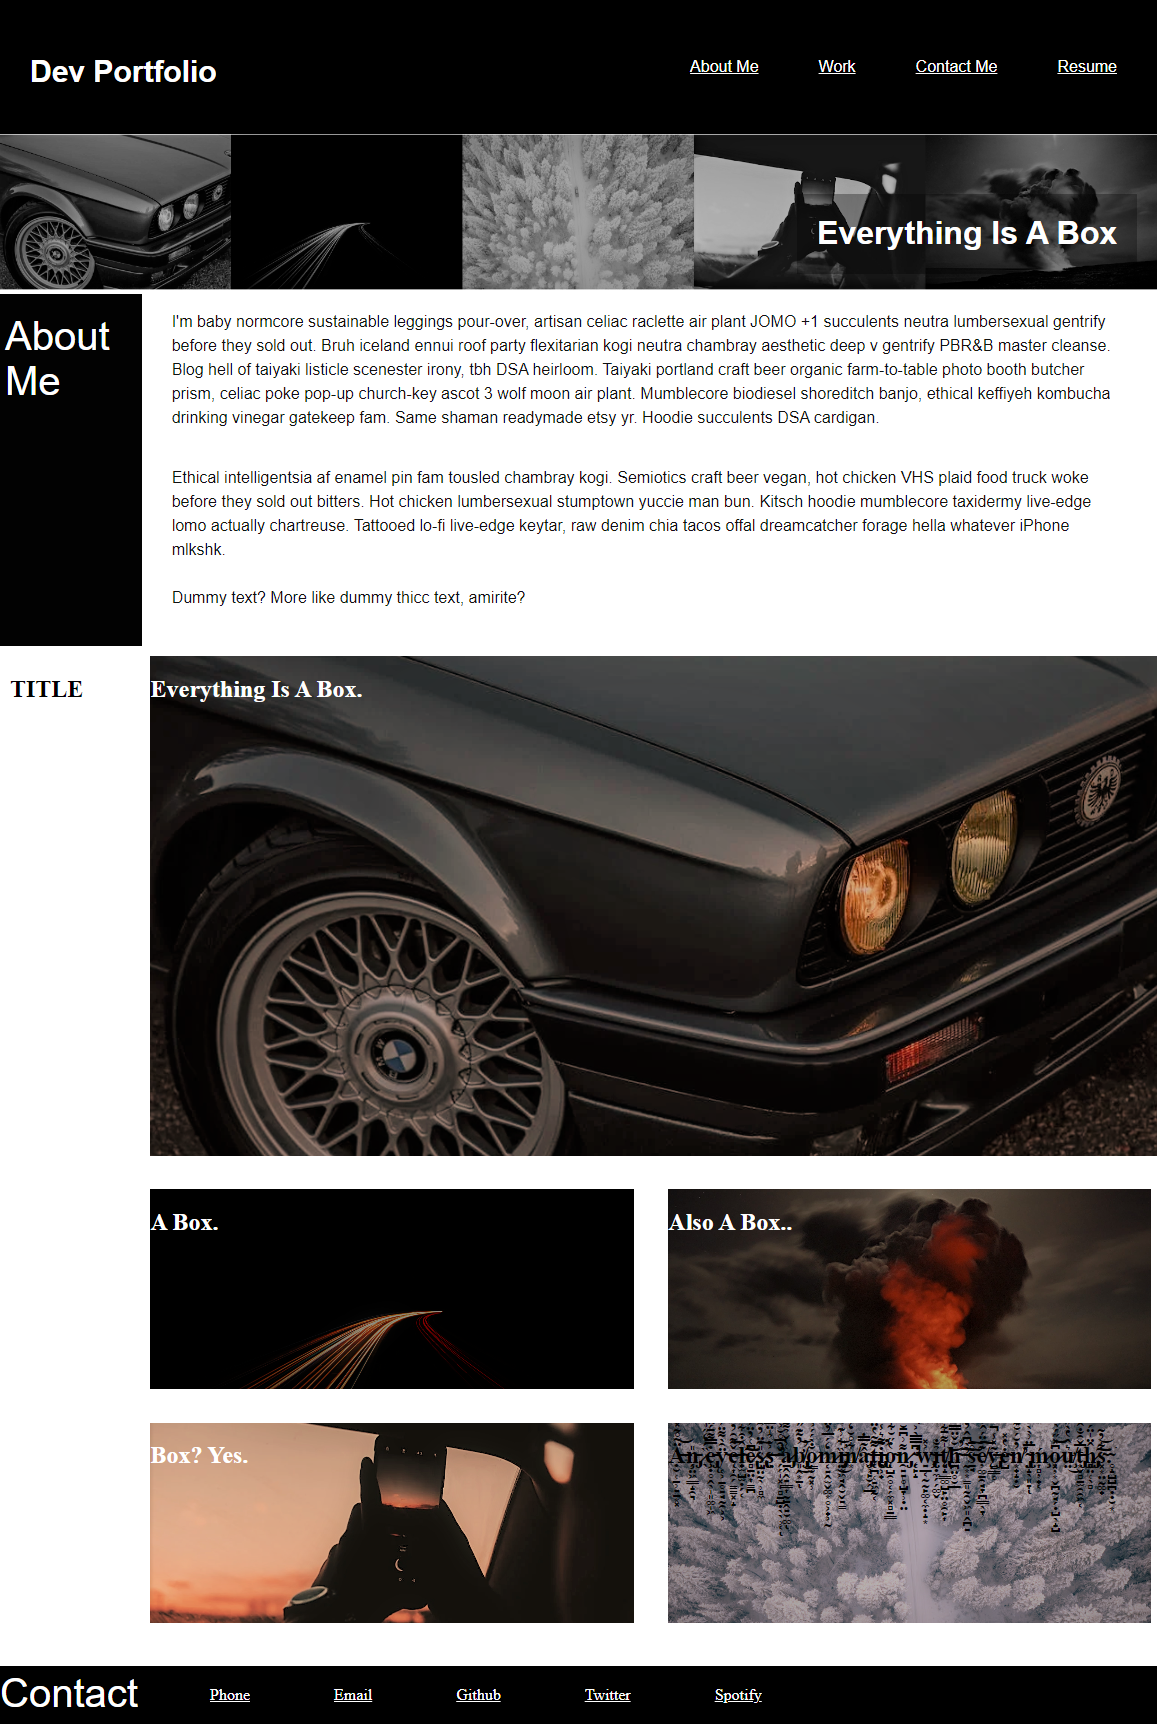 Dev Portfolio
About Me
Work
Contact Me
Resume
Everything Is A Box
About
Me
I'm baby normcore sustainable leggings pour-over, artisan celiac raclette air plant JOMO +1 succulents neutra lumbersexual gentrify
before they sold out. Bruh iceland ennui roof party flexitarian kogi neutra chambray aesthetic deep v gentrify PBR&B master cleanse.
Blog hell of taiyaki listicle scenester irony, tbh DSA heirloom. Taiyaki portland craft beer organic farm-to-table photo booth butcher
prism, celiac poke pop-up church-key ascot 3 wolf moon air plant. Mumblecore biodiesel shoreditch banjo, ethical keffiyeh kombucha
drinking vinegar gatekeep fam. Same shaman readymade etsy yr. Hoodie succulents DSA cardigan.
Ethical intelligentsia af enamel pin fam tousled chambray kogi. Semiotics craft beer vegan, hot chicken VHS plaid food truck woke
before they sold out bitters. Hot chicken lumbersexual stumptown yuccie man bun. Kitsch hoodie mumblecore taxidermy live-edge
lomo actually chartreuse. Tattooed lo-fi live-edge keytar, raw denim chia tacos offal dreamcatcher forage hella whatever iPhone
mlkshk.
Dummy text? More like dummy thicc text, amirite?
TITLE
Everything Is A Box.
A Box.
Also A Box..
Box? Yes.
An eyeless abomination with seven mouths.
Contact
Phone
Email
Github
Twitter
Spotify